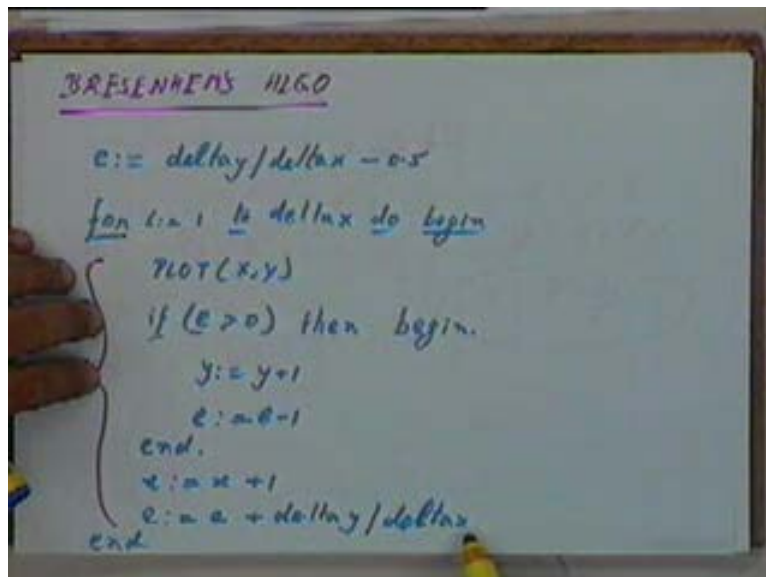 BRESENHEMS ALGO
e := deltay/deltax - 0.5
for i := 1 to deltax do begin
PLOT(x,y)
if (e > 0) then begin.
y := y+1
e := e-1
end.
x := x+1
e := e + deltay/deltax
end